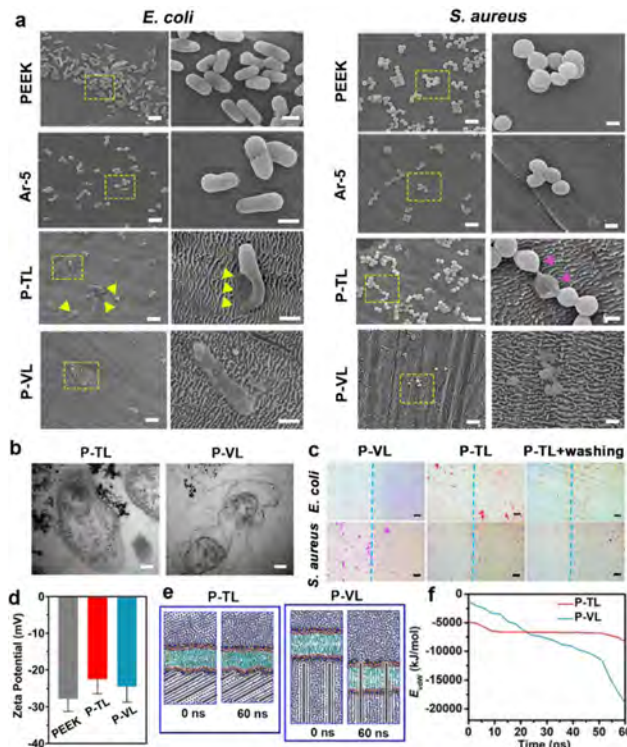 a
E. coli
S. aureus
PEEK
PEEK
Ar-5
Ar-5
P-TL
P-TL
P-VL
P-VL
b
P-TL
P-VL
c
P-VL
P-TL
P-TL+washing
E. coli
S. aureus
d
Zeta Potential (mV)
0
-10
-20
-30
-40
PEEK
P-TL
P-VL
e
P-TL
P-VL
0 ns
60 ns
0 ns
60 ns
f
E
(kJ/mol)
0
-5000
-10000
-15000
-20000
P-TL
P-VL
0
10
20
30
40
50
60
Time (ns)